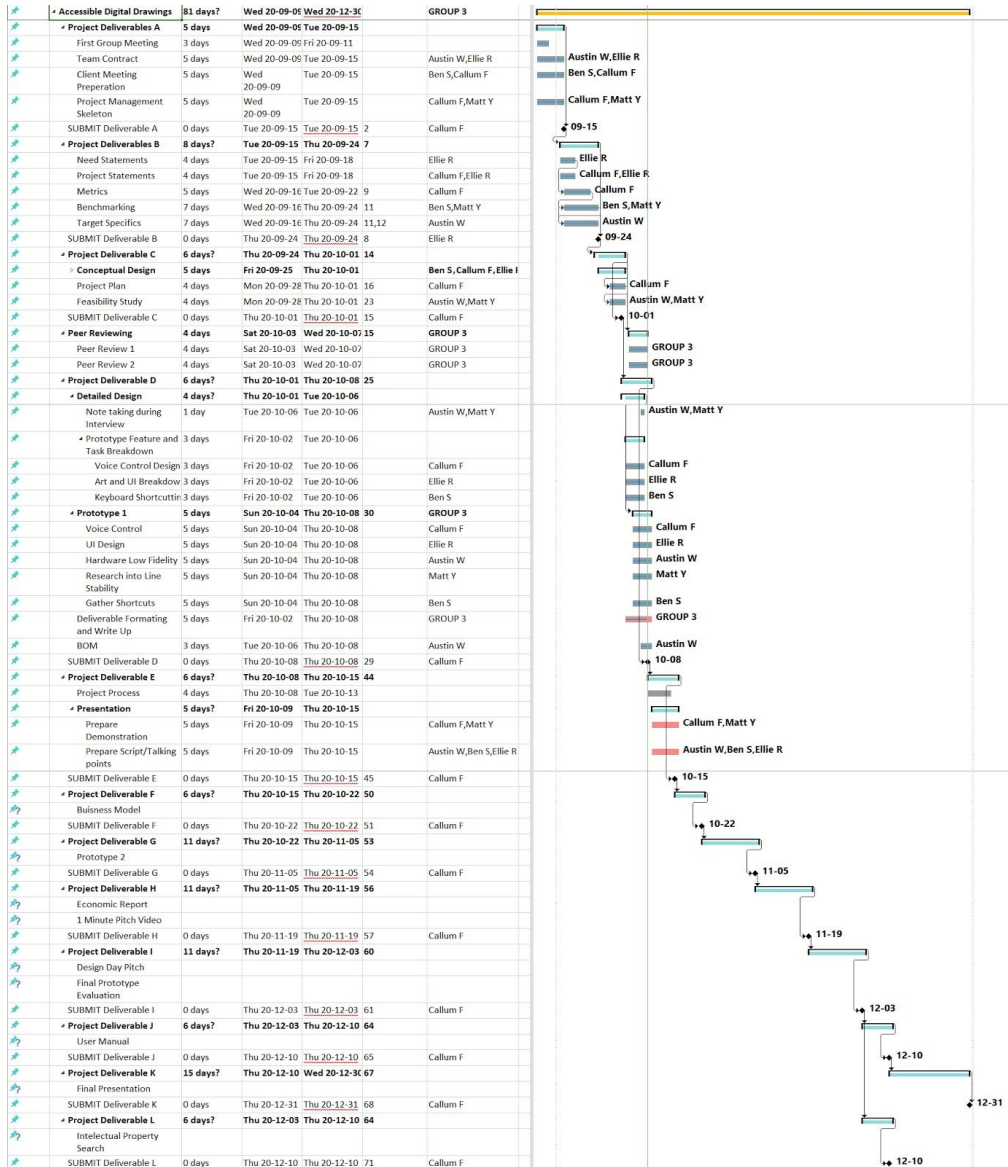 Accessible Digital Drawings 81 days? Wed 20-09-09 Wed 20-12-30 GROUP 3
Project Deliverables A 5 days Wed 20-09-09 Tue 20-09-15
First Group Meeting 3 days Wed 20-09-09 Fri 20-09-11
Team Contract 5 days Wed 20-09-09 Tue 20-09-15 Austin W,Ellie R Austin W,Ellie R
Client Meeting 5 days Wed Tue 20-09-15 Ben S,Callum F Ben S,Callum F
Preperation 20-09-09
Project Management 5 days Wed Tue 20-09-15 Callum F,Matt Y Callum F,Matt Y
Skeleton 20-09-09
SUBMIT Deliverable A 0 days Tue 20-09-15 Tue 20-09-15 2 Callum F 09-15
Project Deliverables B 8 days? Tue 20-09-15 Thu 20-09-24 7
Need Statements 4 days Tue 20-09-15 Fri 20-09-18 Ellie R Ellie R
Project Statements 4 days Tue 20-09-15 Fri 20-09-18 Callum F,Ellie R Callum F,Ellie R
Metrics 5 days Wed 20-09-16 Tue 20-09-22 9 Callum F Callum F
Benchmarking 7 days Wed 20-09-16 Thu 20-09-24 11 Ben S,Matt Y Ben S,Matt Y
Target Specifics 7 days Wed 20-09-16 Thu 20-09-24 11,12 Austin W Austin W
SUBMIT Deliverable B 0 days Thu 20-09-24 Thu 20-09-24 8 Ellie R 09-24
Project Deliverable C 6 days? Thu 20-09-24 Thu 20-10-01 14
Conceptual Design 5 days Fri 20-09-25 Thu 20-10-01 Ben S,Callum F,Ellie
Project Plan 4 days Mon 20-09-28 Thu 20-10-01 16 Callum F Callum F
Feasibility Study 4 days Mon 20-09-28 Thu 20-10-01 23 Austin W,Matt Y Austin W,Matt Y
SUBMIT Deliverable C 0 days Thu 20-10-01 Thu 20-10-01 15 Callum F 10-01
Peer Reviewing 4 days Sat 20-10-03 Wed 20-10-07 15 GROUP 3
Peer Review 1 4 days Sat 20-10-03 Wed 20-10-07 GROUP 3 GROUP 3
Peer Review 2 4 days Sat 20-10-03 Wed 20-10-07 GROUP 3 GROUP 3
Project Deliverable D 6 days? Thu 20-10-01 Thu 20-10-08 25
Detailed Design 4 days? Thu 20-10-01 Tue 20-10-06
Note taking during 1 day Tue 20-10-06 Tue 20-10-06 Austin W,Matt Y Austin W,Matt Y
Interview
Prototype Feature and 3 days Fri 20-10-02 Tue 20-10-06
Task Breakdown
Voice Control Design 3 days Fri 20-10-02 Tue 20-10-06 Callum F Callum F
Art and UI Breakdow 3 days Fri 20-10-02 Tue 20-10-06 Ellie R Ellie R
Keyboard Shortcuttin 3 days Fri 20-10-02 Tue 20-10-06 Ben S Ben S
Prototype 1 5 days Sun 20-10-04 Thu 20-10-08 30 GROUP 3
Voice Control 5 days Sun 20-10-04 Thu 20-10-08 Callum F Callum F
UI Design 5 days Sun 20-10-04 Thu 20-10-08 Ellie R Ellie R
Hardware Low Fidelity 5 days Sun 20-10-04 Thu 20-10-08 Austin W Austin W
Research into Line 5 days Sun 20-10-04 Thu 20-10-08 Matt Y Matt Y
Stability
Gather Shortcuts 5 days Sun 20-10-04 Thu 20-10-08 Ben S Ben S
Deliverable Formating 5 days Fri 20-10-02 Thu 20-10-08 GROUP 3 GROUP 3
and Write Up
BOM 3 days Tue 20-10-06 Thu 20-10-08 Austin W Austin W
SUBMIT Deliverable D 0 days Thu 20-10-08 Thu 20-10-08 29 Callum F 10-08
Project Deliverable E 6 days? Thu 20-10-08 Thu 20-10-15 44
Project Process 4 days Thu 20-10-08 Tue 20-10-13
Presentation 5 days? Fri 20-10-09 Thu 20-10-15
Prepare 5 days Fri 20-10-09 Thu 20-10-15 Callum F,Matt Y Callum F,Matt Y
Demonstration
Prepare Script/Talking 5 days Fri 20-10-09 Thu 20-10-15 Austin W,Ben S,Ellie R Austin W,Ben S,Ellie R
points
SUBMIT Deliverable E 0 days Thu 20-10-15 Thu 20-10-15 45 Callum F 10-15
Project Deliverable F 6 days? Thu 20-10-15 Thu 20-10-22 50
Buisness Model
SUBMIT Deliverable F 0 days Thu 20-10-22 Thu 20-10-22 51 Callum F 10-22
Project Deliverable G 11 days? Thu 20-10-22 Thu 20-11-05 53
Prototype 2
SUBMIT Deliverable G 0 days Thu 20-11-05 Thu 20-11-05 54 Callum F 11-05
Project Deliverable H 11 days? Thu 20-11-05 Thu 20-11-19 56
Economic Report
1 Minute Pitch Video
SUBMIT Deliverable H 0 days Thu 20-11-19 Thu 20-11-19 57 Callum F 11-19
Project Deliverable I 11 days? Thu 20-11-19 Thu 20-12-03 60
Design Day Pitch
Final Prototype
Evaluation
SUBMIT Deliverable I 0 days Thu 20-12-03 Thu 20-12-03 61 Callum F 12-03
Project Deliverable J 6 days? Thu 20-12-03 Thu 20-12-10 64
User Manual
SUBMIT Deliverable J 0 days Thu 20-12-10 Thu 20-12-10 65 Callum F 12-10
Project Deliverable K 15 days? Thu 20-12-10 Wed 20-12-30 67
Final Presentation
SUBMIT Deliverable K 0 days Thu 20-12-31 Thu 20-12-31 68 Callum F 12-31
Project Deliverable L 6 days? Thu 20-12-03 Thu 20-12-10 64
Intelectual Property
Search
SUBMIT Deliverable L 0 days Thu 20-12-10 Thu 20-12-10 71 Callum F 12-10